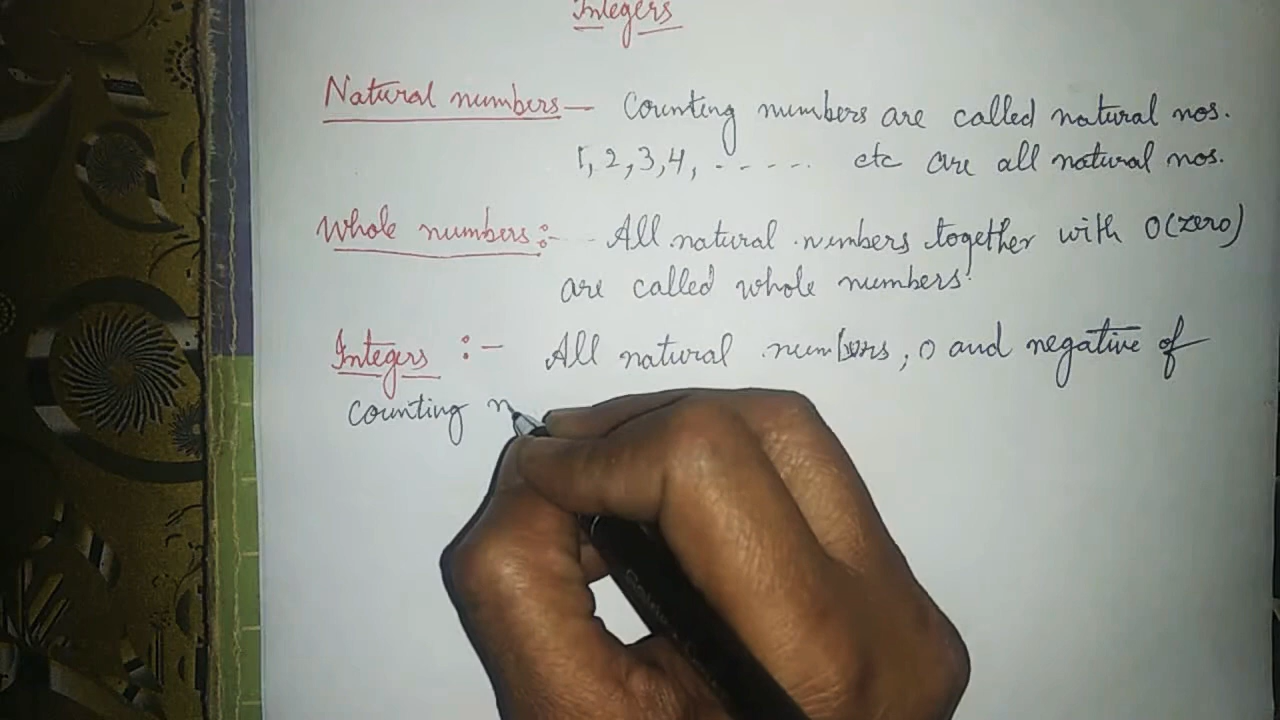 Integers
Natural numbers — Counting numbers are called natural nos.
1, 2, 3, 4, ------ etc are all natural nos.
Whole numbers :- - All natural numbers together with 0 (zero)
are called whole numbers.
Integers :- All natural numbers, 0 and negative of
counting n